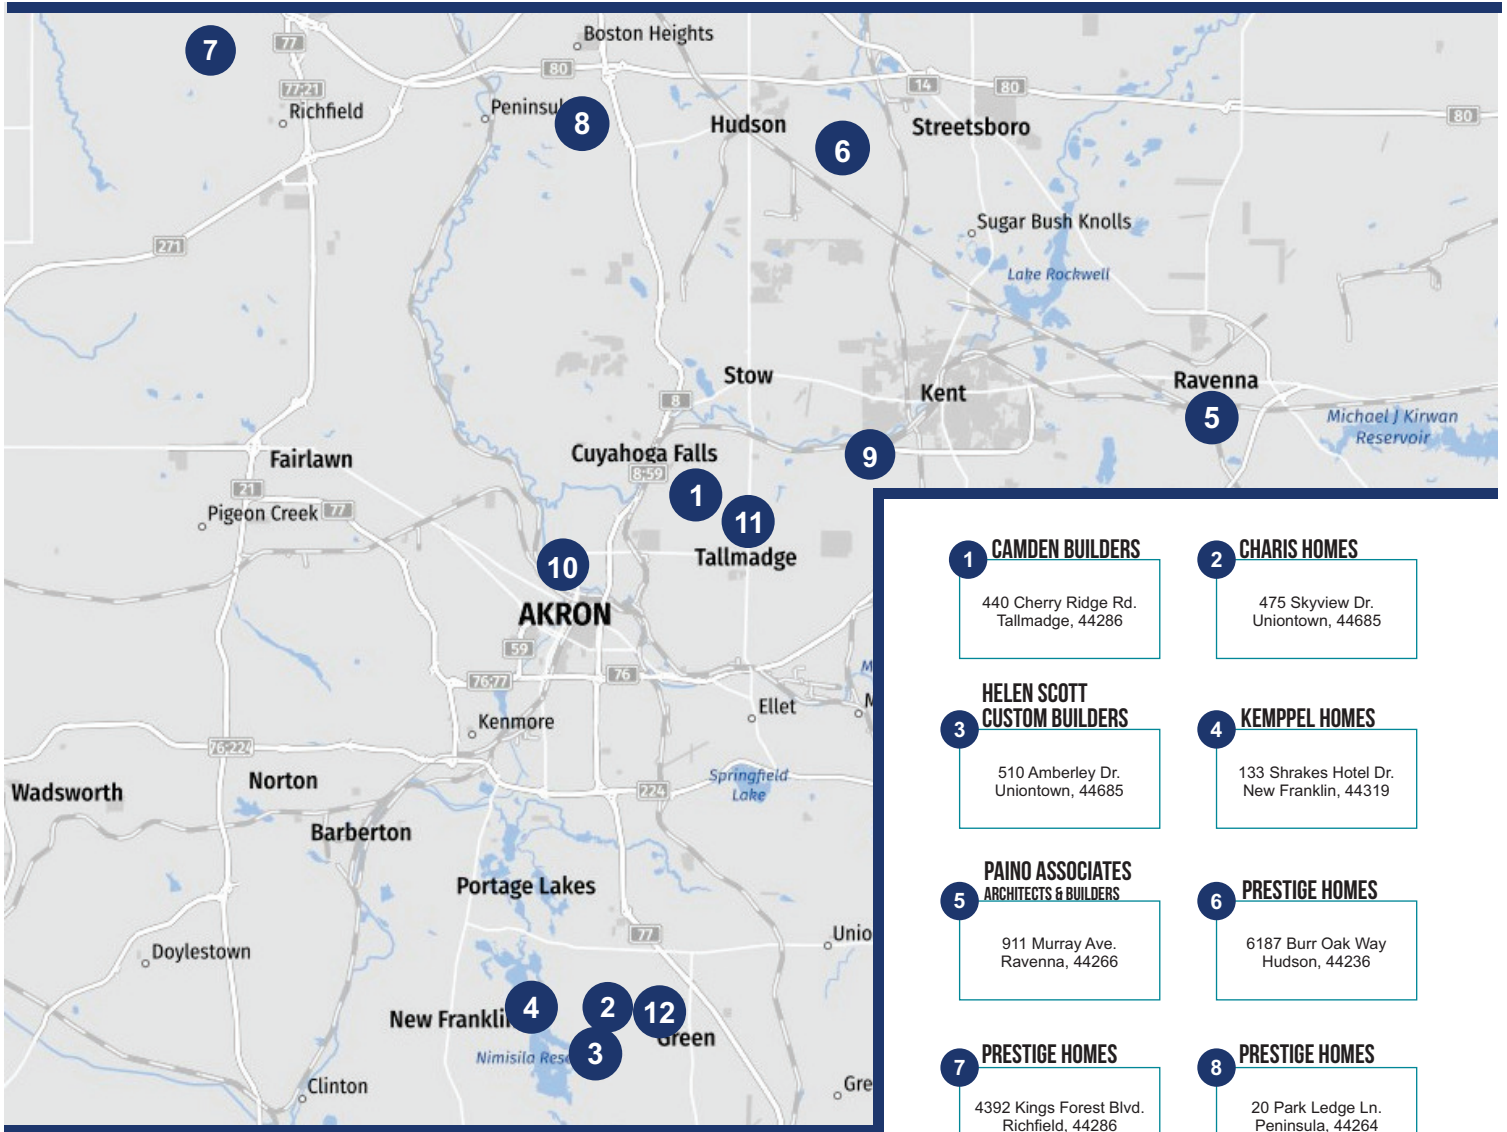 7
77
Boston Heights
80
77;21
Richfield
Peninsul
8
Hudson
6
14
80
Streetsboro
80
271
Sugar Bush Knolls
Lake Rockwell
Stow
Kent
Ravenna
8
5
Michael J Kirwan
Reservoir
Fairlawn
Cuyahoga Falls
8;59
9
21
1
Pigeon Creek
77
11
Tallmadge
10
AKRON
59
76;77
76
Ellet
Kenmore
76;224
Wadsworth
Norton
Springfield
Lake
224
Barberton
Portage Lakes
77
Unio
Doylestown
New Frankli
4
2
12
Green
Nimisila Rese
3
Clinton
Gre
1 CAMDEN BUILDERS
440 Cherry Ridge Rd.
Tallmadge, 44286
2 CHARIS HOMES
475 Skyview Dr.
Uniontown, 44685
HELEN SCOTT
3 CUSTOM BUILDERS
510 Amberley Dr.
Uniontown, 44685
4 KEMPPEL HOMES
133 Shrakes Hotel Dr.
New Franklin, 44319
PAINO ASSOCIATES
5 ARCHITECTS & BUILDERS
911 Murray Ave.
Ravenna, 44266
6 PRESTIGE HOMES
6187 Burr Oak Way
Hudson, 44236
7 PRESTIGE HOMES
4392 Kings Forest Blvd.
Richfield, 44286
8 PRESTIGE HOMES
20 Park Ledge Ln.
Peninsula, 44264